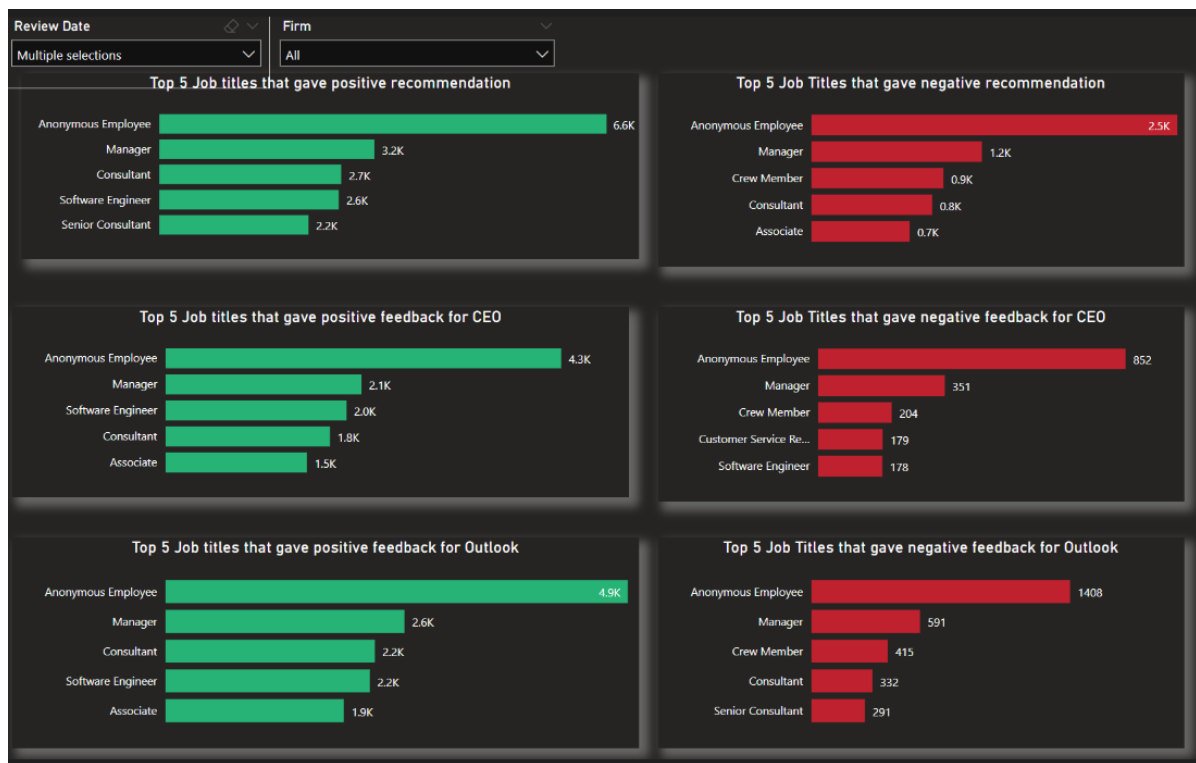 Review Date
Multiple selections
Firm
All
Top 5 Job titles that gave positive recommendation
Anonymous Employee 6.6K
Manager 3.2K
Consultant 2.7K
Software Engineer 2.6K
Senior Consultant 2.2K
Top 5 Job Titles that gave negative recommendation
Anonymous Employee 2.5K
Manager 1.2K
Crew Member 0.9K
Consultant 0.8K
Associate 0.7K
Top 5 Job titles that gave positive feedback for CEO
Anonymous Employee 4.3K
Manager 2.1K
Software Engineer 2.0K
Consultant 1.8K
Associate 1.5K
Top 5 Job Titles that gave negative feedback for CEO
Anonymous Employee 852
Manager 351
Crew Member 204
Customer Service Re... 179
Software Engineer 178
Top 5 Job titles that gave positive feedback for Outlook
Anonymous Employee 4.9K
Manager 2.6K
Consultant 2.2K
Software Engineer 2.2K
Associate 1.9K
Top 5 Job Titles that gave negative feedback for Outlook
Anonymous Employee 1408
Manager 591
Crew Member 415
Consultant 332
Senior Consultant 291